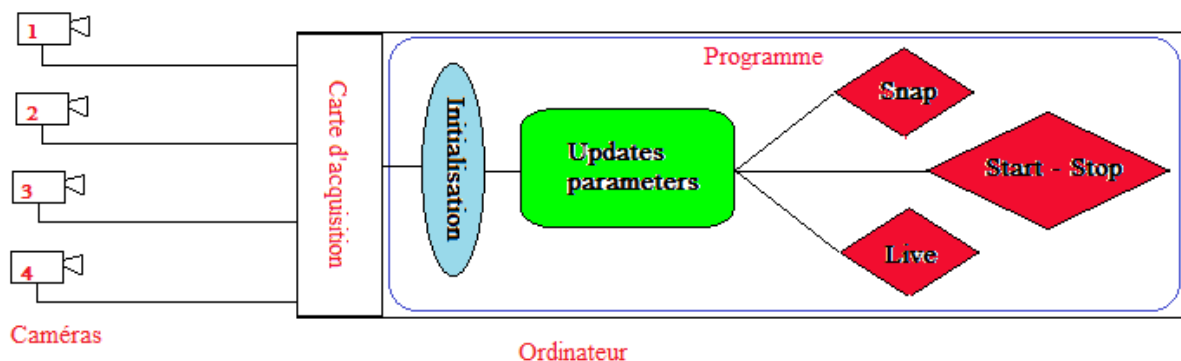 1
2
3
4
Caméras
Carte d'acquisition
Programme
Initialisation
Updates
parameters
Snap
Start - Stop
Live
Ordinateur